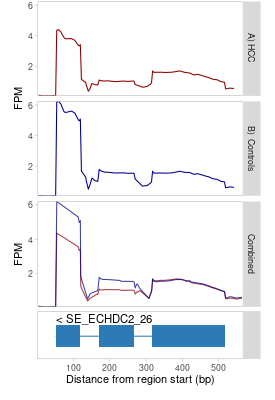 6
4
2
A) HCC
FPM
6
4
2
B) Controls
6
4
2
Combined
FPM
< SE_ECHDC2_26
100 200 300 400 500
Distance from region start (bp)